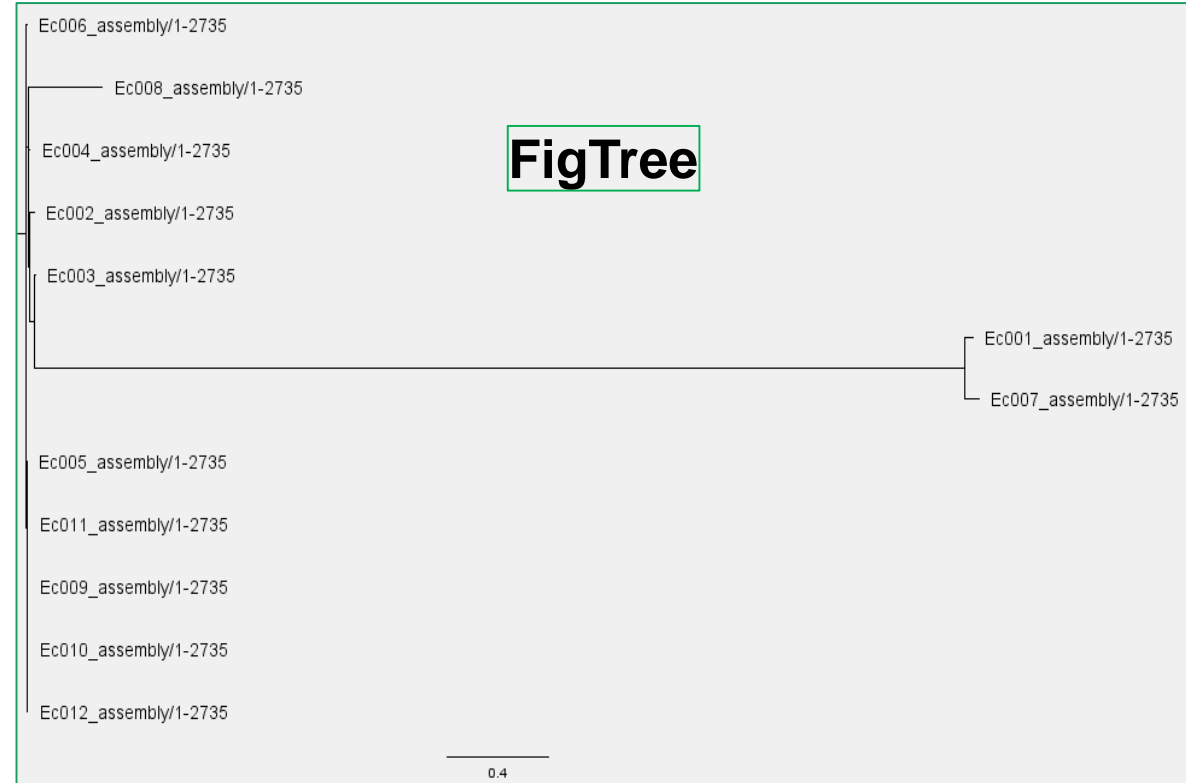 Ec006_assembly/1-2735
Ec008_assembly/1-2735
FigTree
Ec004_assembly/1-2735
Ec002_assembly/1-2735
Ec003_assembly/1-2735
Ec001_assembly/1-2735
Ec007_assembly/1-2735
Ec005_assembly/1-2735
Ec011_assembly/1-2735
Ec009_assembly/1-2735
Ec010_assembly/1-2735
Ec012_assembly/1-2735
0.4